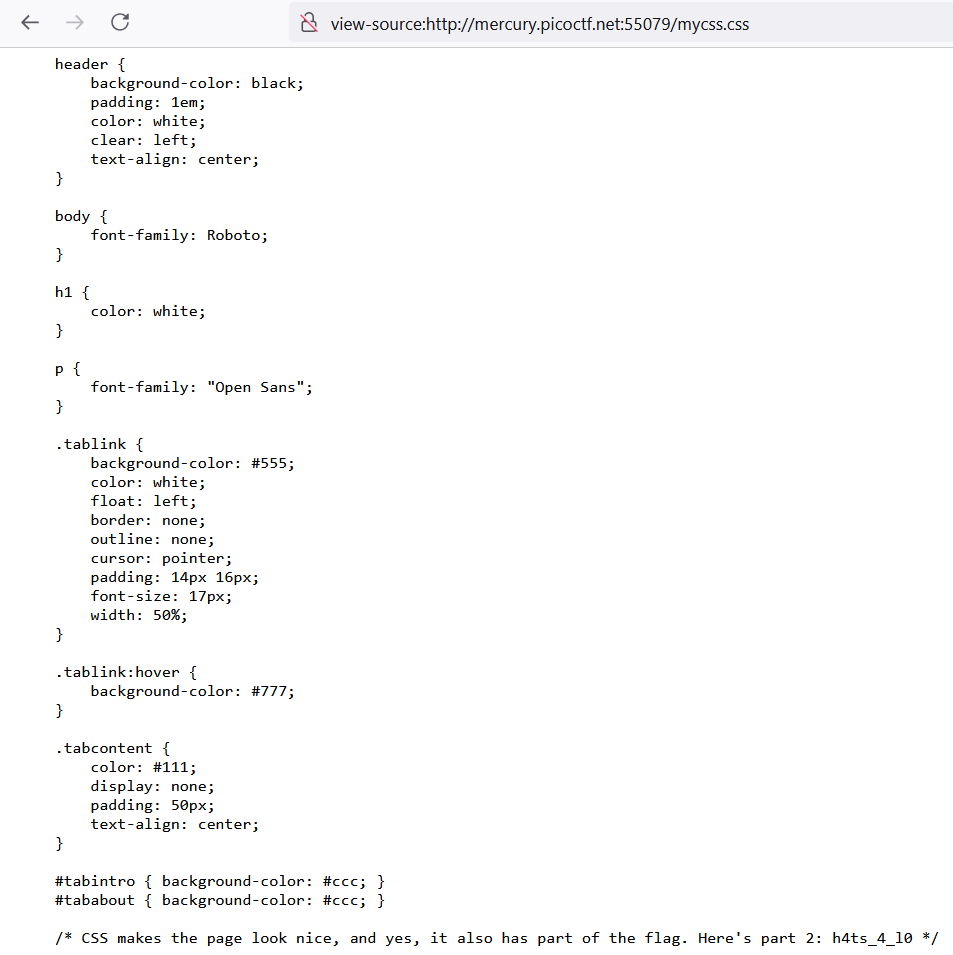 view-source:http://mercury.picoctf.net:55079/mycss.css
header {
    background-color: black;
    padding: 1em;
    color: white;
    clear: left;
    text-align: center;
}

body {
    font-family: Roboto;
}

h1 {
    color: white;
}

p {
    font-family: "Open Sans";
}

.tablink {
    background-color: #555;
    color: white;
    float: left;
    border: none;
    outline: none;
    cursor: pointer;
    padding: 14px 16px;
    font-size: 17px;
    width: 50%;
}

.tablink:hover {
    background-color: #777;
}

.tabcontent {
    color: #111;
    display: none;
    padding: 50px;
    text-align: center;
}

#tabintro { background-color: #ccc; }
#tababout { background-color: #ccc; }

/* CSS makes the page look nice, and yes, it also has part of the flag. Here's part 2: h4ts_4_l0 */